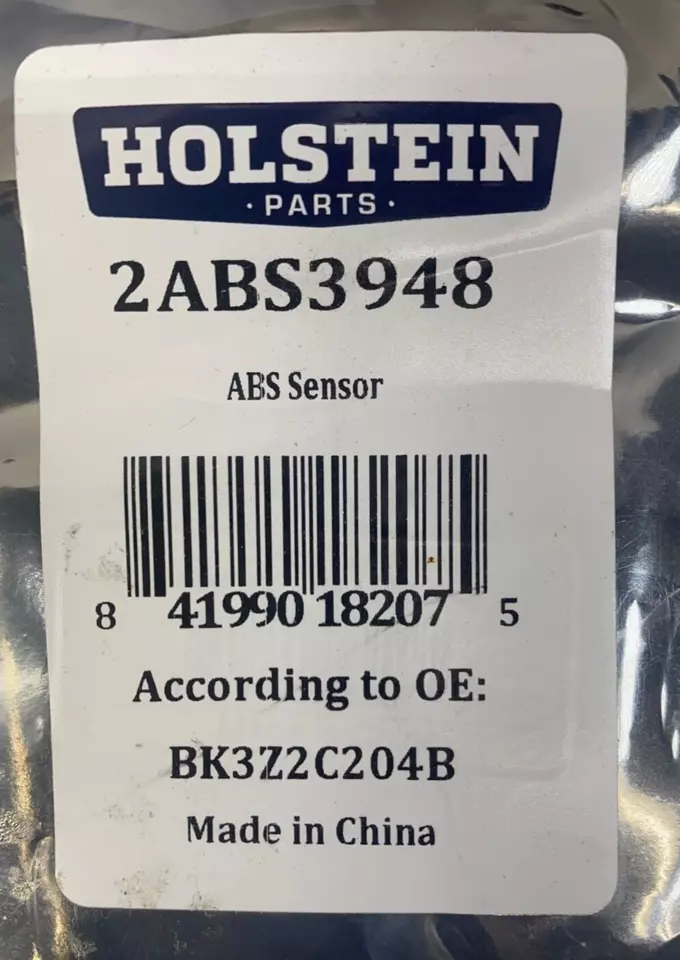 HOLSTEIN
· PARTS ·
2ABS3948
ABS Sensor
8 41990 18207 5
According to OE:
BK3Z2C204B
Made in China